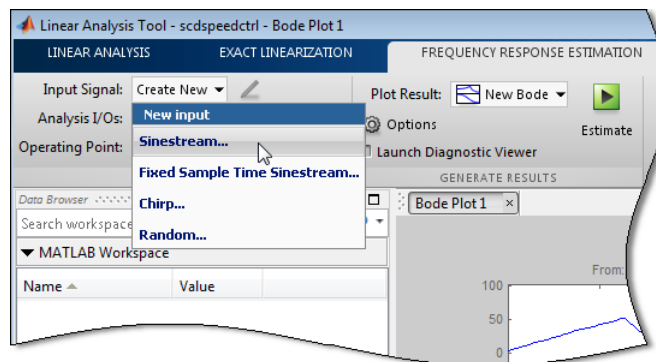 Linear Analysis Tool - scdspeedctrl - Bode Plot 1
LINEAR ANALYSIS EXACT LINEARIZATION FREQUENCY RESPONSE ESTIMATION
Input Signal: Create New Plot Result: New Bode
Analysis I/Os: New input Options Estimate
Operating Point: Sinestream... Launch Diagnostic Viewer
Fixed Sample Time Sinestream... GENERATE RESULTS
Data Browser Chirp... Bode Plot 1
Search workspace Random...
MATLAB Workspace
Name Value From:
100
50
0